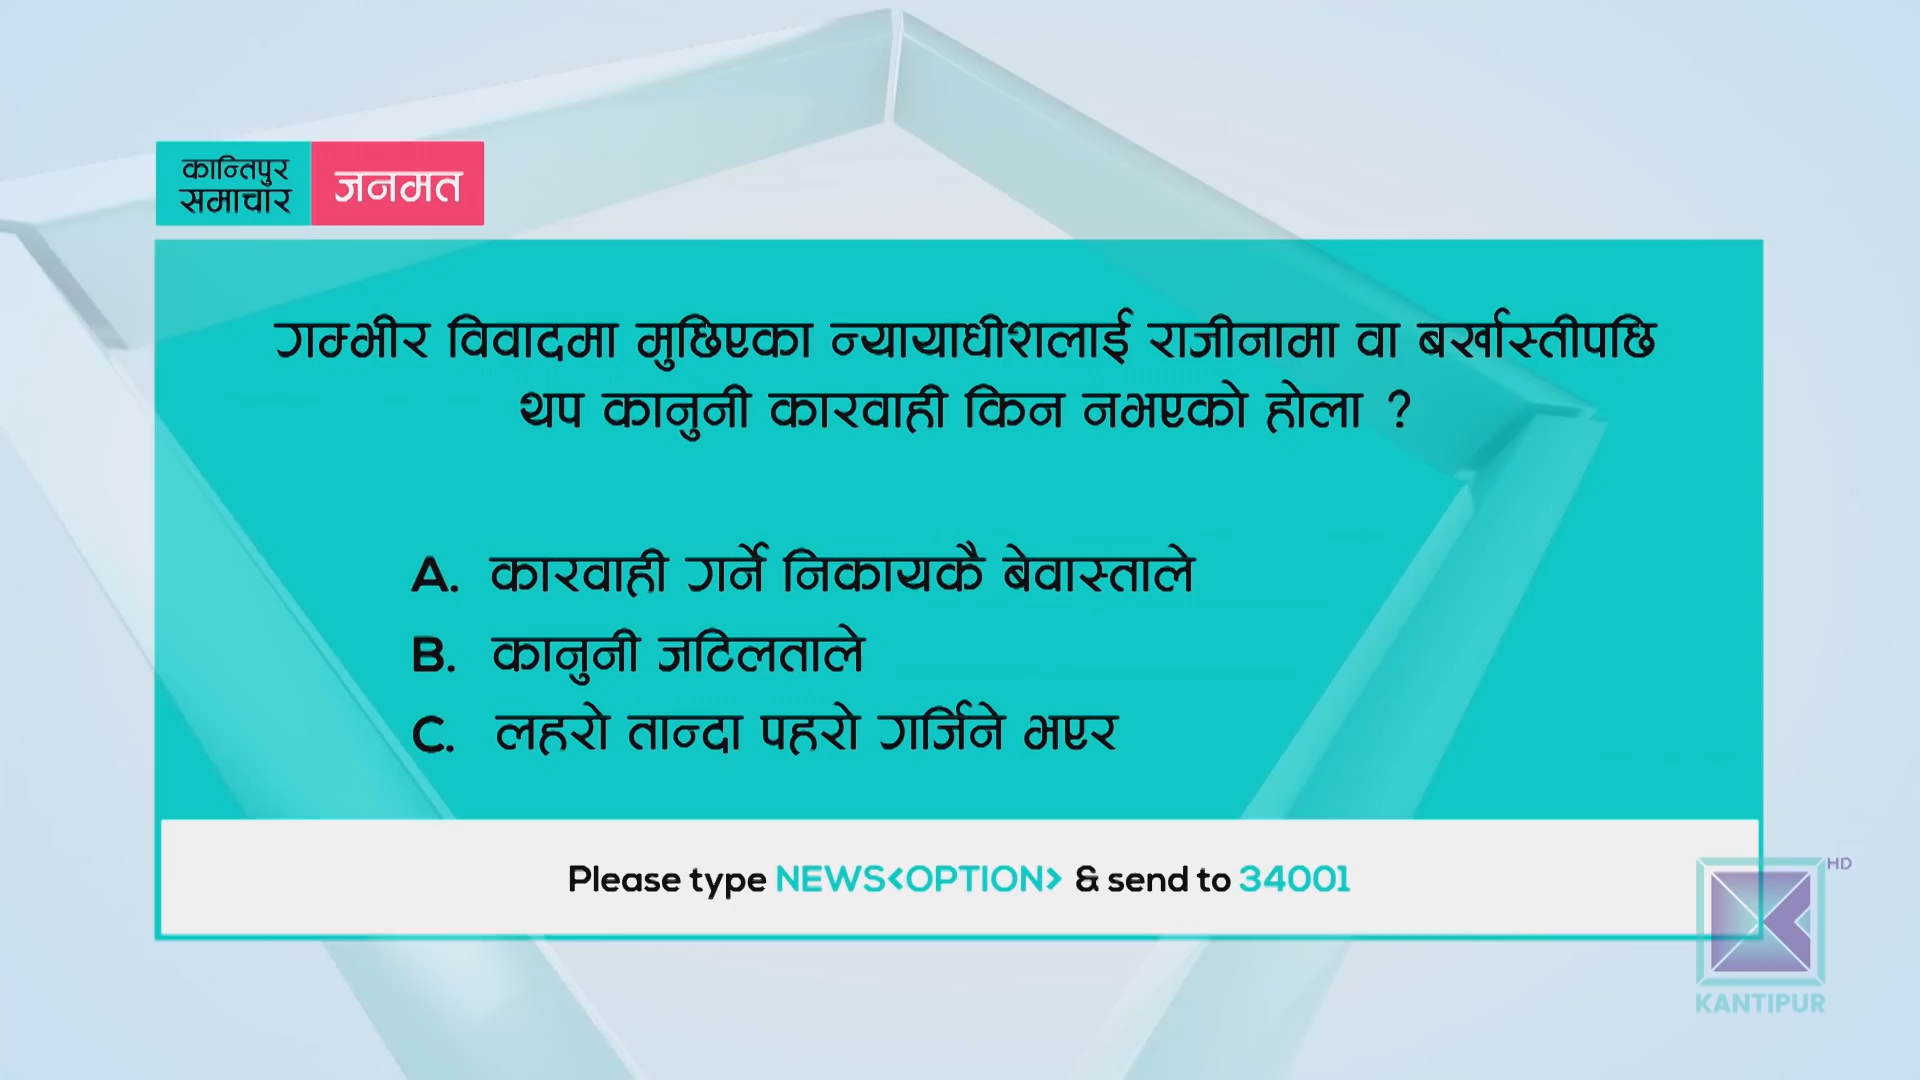 कान्तिपुर
समाचार
जनमत
गम्भीर विवादमा मुछिएका न्यायाधीशलाई राजीनामा वा बर्खास्तीपछि
थप कानुनी कारवाही किन नभएको होला ?
A. कारवाही गर्ने निकायकै बेवास्ताले
B. कानुनी जटिलताले
C. लहरो तान्दा पहरो गर्जिने भएर
Please type NEWS<OPTION> & send to 34001
HD
KANTIPUR